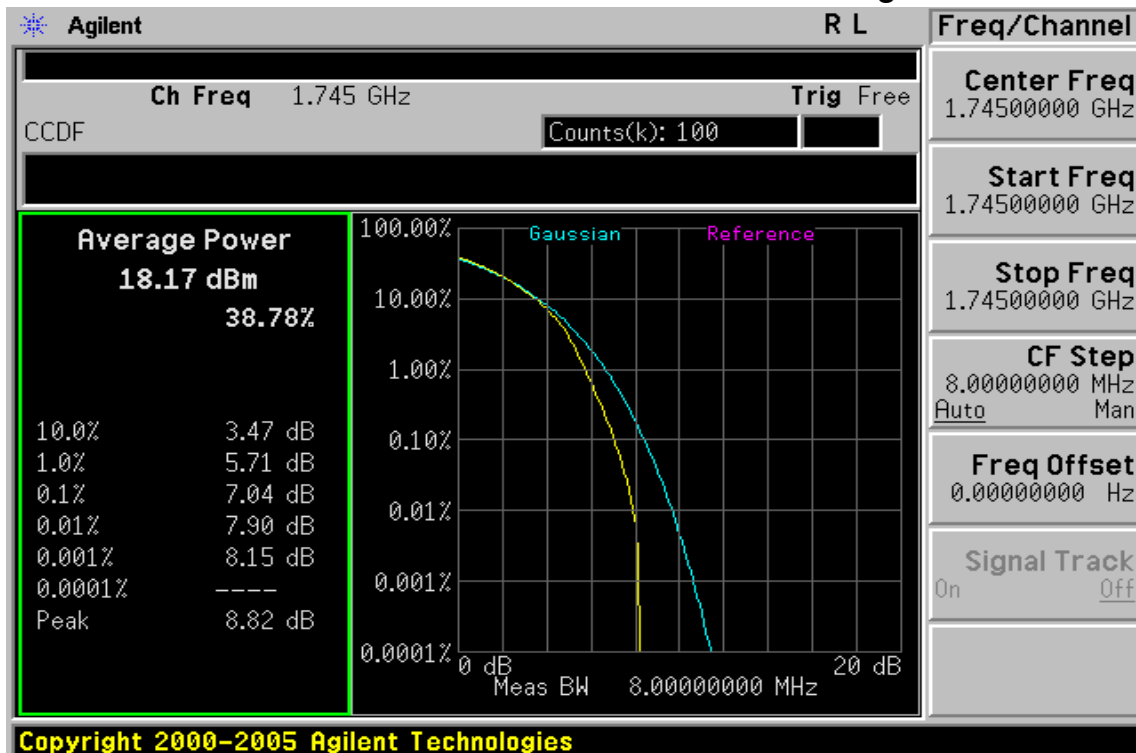 Agilent
R L
Freq/Channel
Ch Freq 1.745 GHz
Trig Free
CCDF
Counts(k): 100
Average Power
18.17 dBm
38.78%
10.0% 3.47 dB
1.0% 5.71 dB
0.1% 7.04 dB
0.01% 7.90 dB
0.001% 8.15 dB
0.0001% ----
Peak 8.82 dB
Gaussian
Reference
100.00%
10.00%
1.00%
0.10%
0.01%
0.001%
0.0001%
0 dB
20 dB
Meas BW 8.00000000 MHz
Center Freq
1.74500000 GHz
Start Freq
1.74500000 GHz
Stop Freq
1.74500000 GHz
CF Step
8.00000000 MHz
Auto Man
Freq Offset
0.00000000 Hz
Signal Track
On Off
Copyright 2000-2005 Agilent Technologies